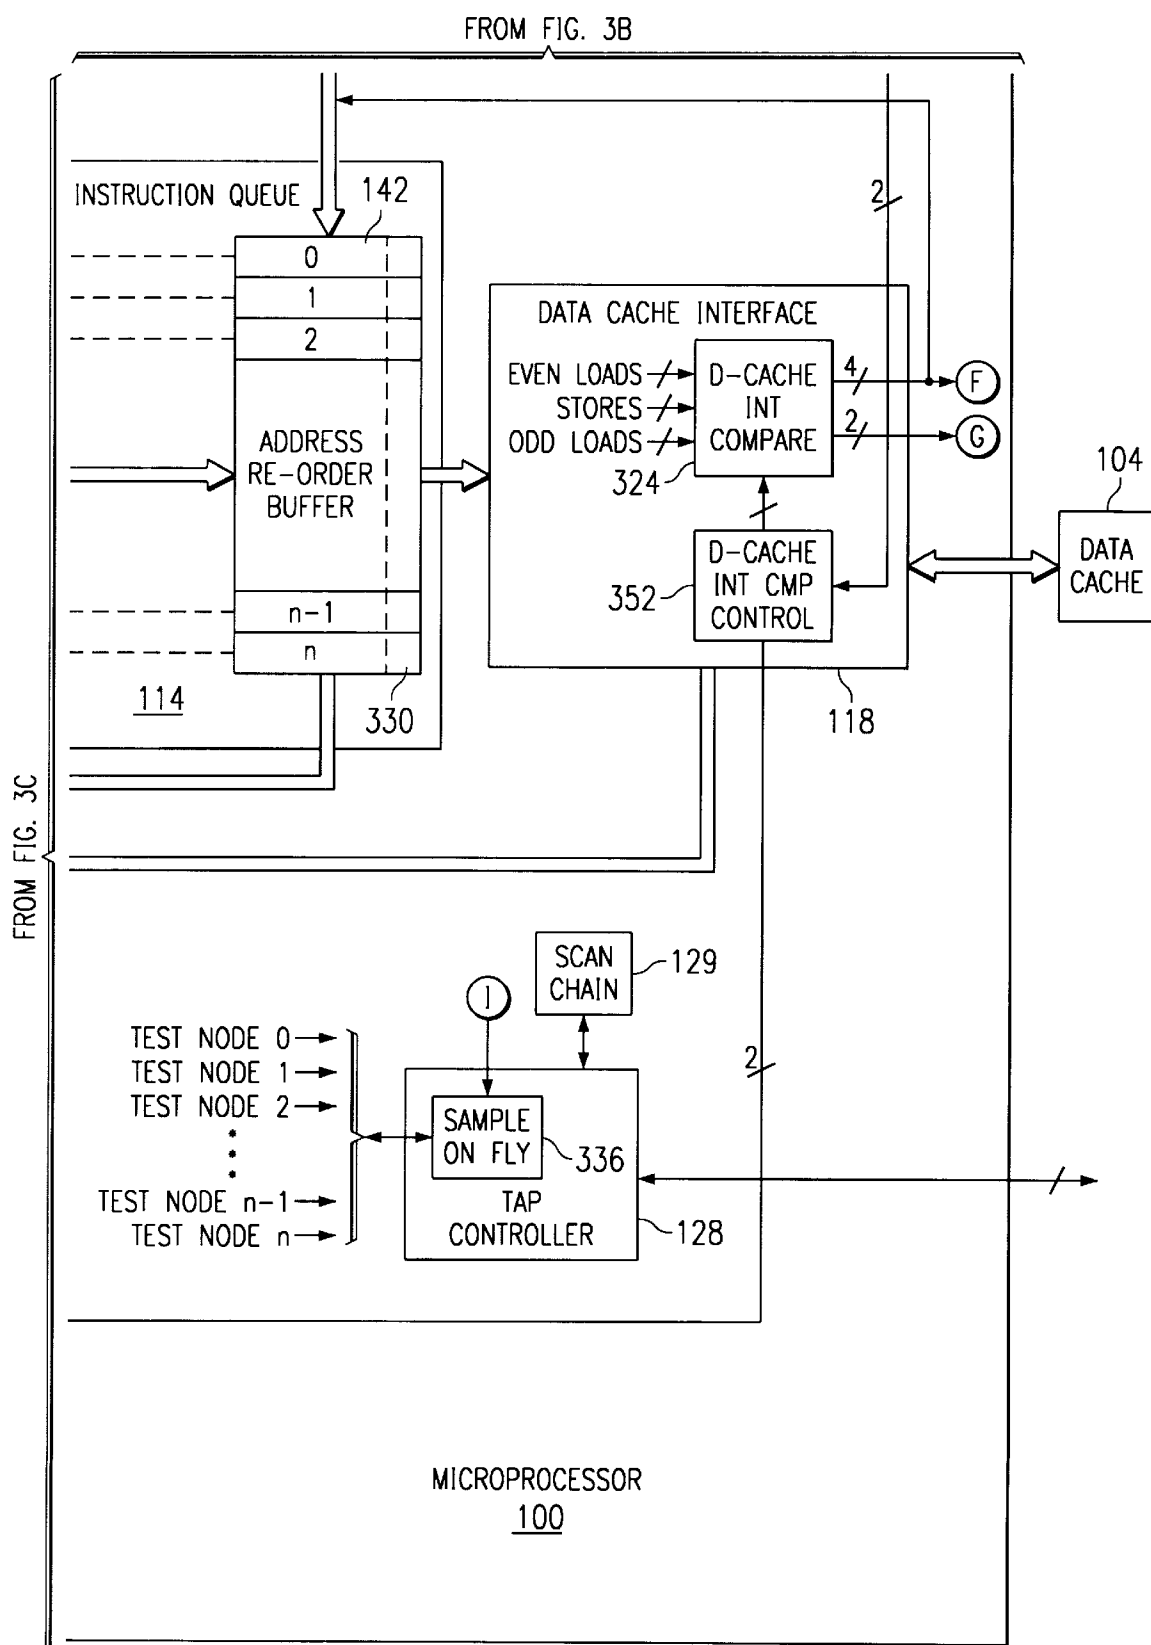 FROM FIG. 3B
FROM FIG. 3C
INSTRUCTION QUEUE
142
0
1
2
ADDRESS
RE-ORDER
BUFFER
n-1
n
114
330
2
DATA CACHE INTERFACE
EVEN LOADS
STORES
ODD LOADS
D-CACHE
INT
COMPARE
324
4
2
F
G
352
D-CACHE
INT CMP
CONTROL
118
104
DATA
CACHE
SCAN
CHAIN
129
I
2
TEST NODE 0
TEST NODE 1
TEST NODE 2
TEST NODE n-1
TEST NODE n
SAMPLE
ON FLY
336
TAP
CONTROLLER
128
MICROPROCESSOR
100